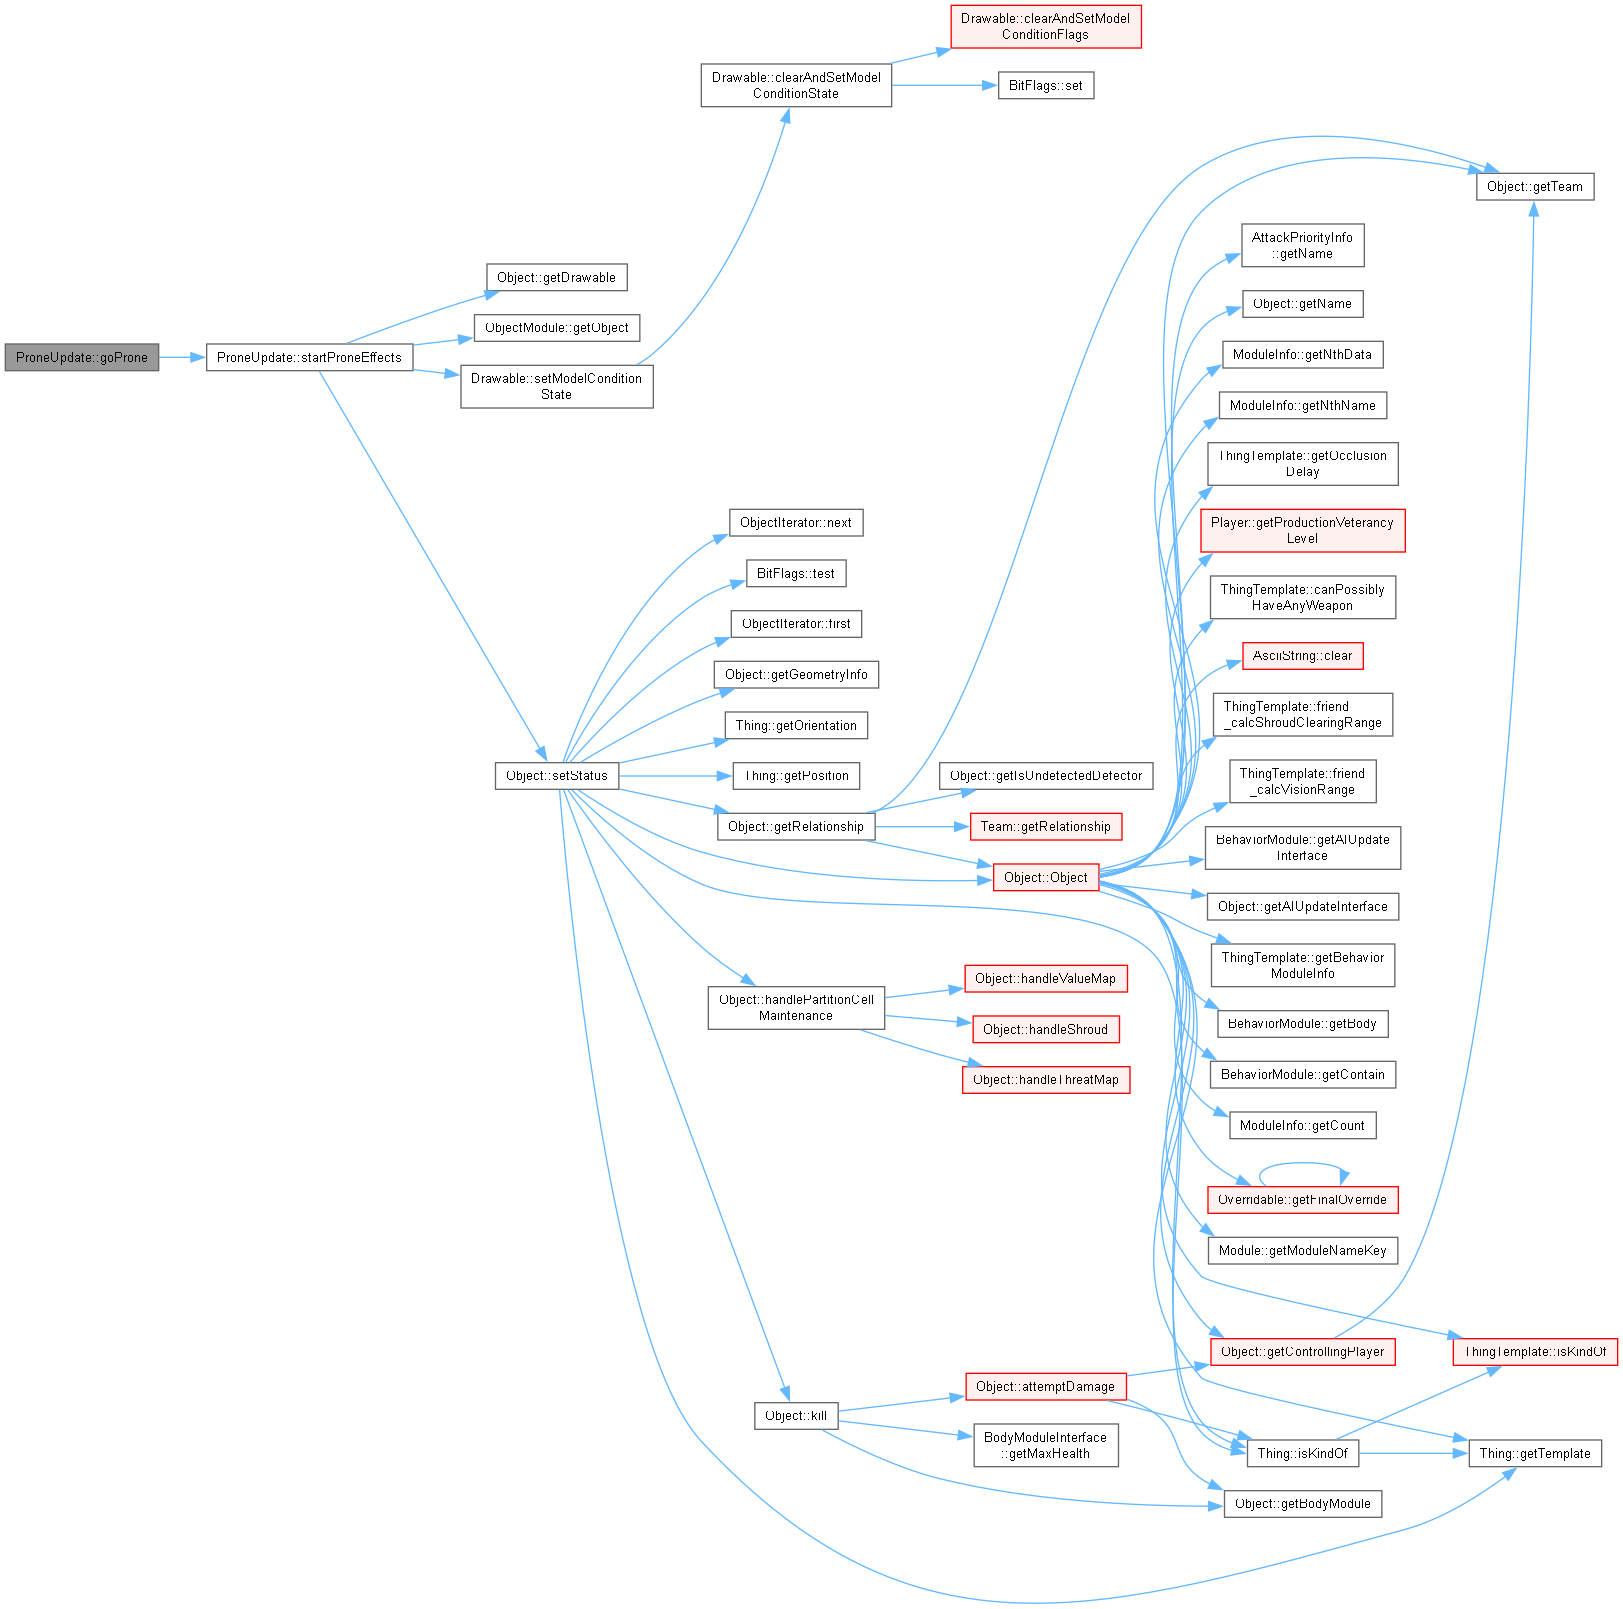 ProneUpdate::goProne
ProneUpdate::startProneEffects
Object::getDrawable
ObjectModule::getObject
Drawable::setModelCondition
State
Drawable::clearAndSetModel
ConditionState
Drawable::clearAndSetModel
ConditionFlags
BitFlags::set
Object::setStatus
ObjectIterator::next
BitFlags::test
ObjectIterator::first
Object::getGeometryInfo
Thing::getOrientation
Thing::getPosition
Object::getRelationship
Object::getIsUndetectedDefector
Team::getRelationship
Object::Object
Object::handlePartitionCell
Maintenance
Object::handleValueMap
Object::handleShroud
Object::handleThreatMap
Object::kill
Object::attemptDamage
BodyModuleInterface
::getMaxHealth
Object::getTeam
AttackPriorityInfo
::getName
Object::getName
ModuleInfo::getNthData
ModuleInfo::getNthName
ThingTemplate::getOcclusion
Delay
Player::getProductionVeterancy
Level
ThingTemplate::canPossibly
HaveAnyWeapon
AsciiString::clear
ThingTemplate::friend
_calcShroudClearingRange
ThingTemplate::friend
_calcVisionRange
BehaviorModule::getAIUpdate
Interface
Object::getAIUpdateInterface
ThingTemplate::getBehavior
ModuleInfo
BehaviorModule::getBody
BehaviorModule::getContain
ModuleInfo::getCount
Overridable::getFinalOverride
Module::getModuleNameKey
Object::getControllingPlayer
ThingTemplate::isKindOf
Thing::isKindOf
Thing::getTemplate
Object::getBodyModule